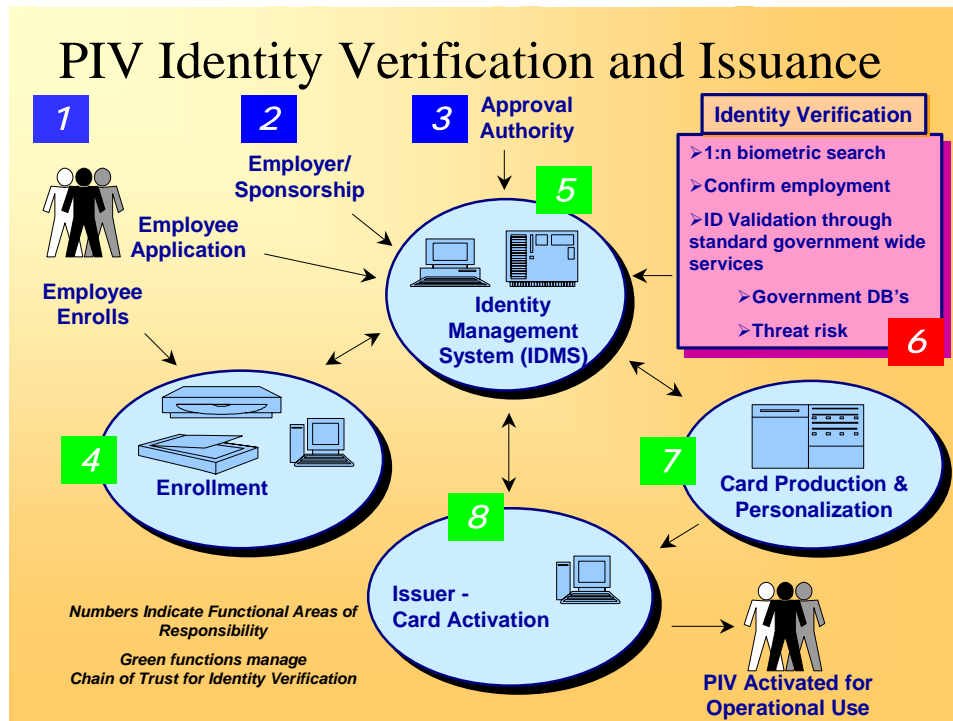 PIV Identity Verification and Issuance
1
2
3
Approval
Authority
Employer/
Sponsorship
Employee
Application
Employee
Enrolls
5
Identity
Management
System (IDMS)
Identity Verification
➢1:n biometric search
➢Confirm employment
➢ID Validation through
standard government wide
services
➢Government DB's
➢Threat risk
6
4
Enrollment
7
Card Production &
Personalization
8
Issuer -
Card Activation
Numbers Indicate Functional Areas of
Responsibility
Green functions manage
Chain of Trust for Identity Verification
PIV Activated for
Operational Use